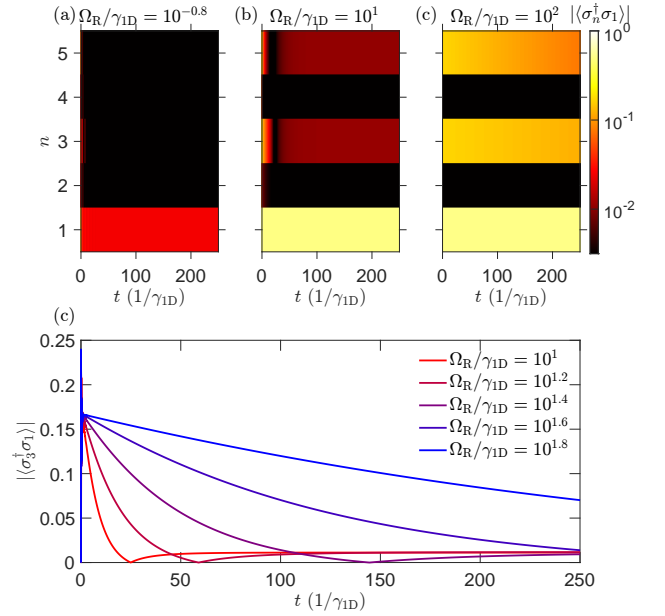 (a) Ω_R/γ_1D = 10^−0.8 (b) Ω_R/γ_1D = 10^1 (c) Ω_R/γ_1D = 10^2 |⟨σ_n^†σ_1⟩|
5
4
3
2
1
n
0 100 200
0 100 200
0 100 200
t (1/γ_1D)
t (1/γ_1D)
t (1/γ_1D)
10^0
10^-1
10^-2
(c)
0.25
0.20
0.15
0.10
0.05
0
|⟨σ_3^†σ_1⟩|
Ω_R/γ_1D = 10^1
Ω_R/γ_1D = 10^1.2
Ω_R/γ_1D = 10^1.4
Ω_R/γ_1D = 10^1.6
Ω_R/γ_1D = 10^1.8
0 50 100 150 200 250
t (1/γ_1D)